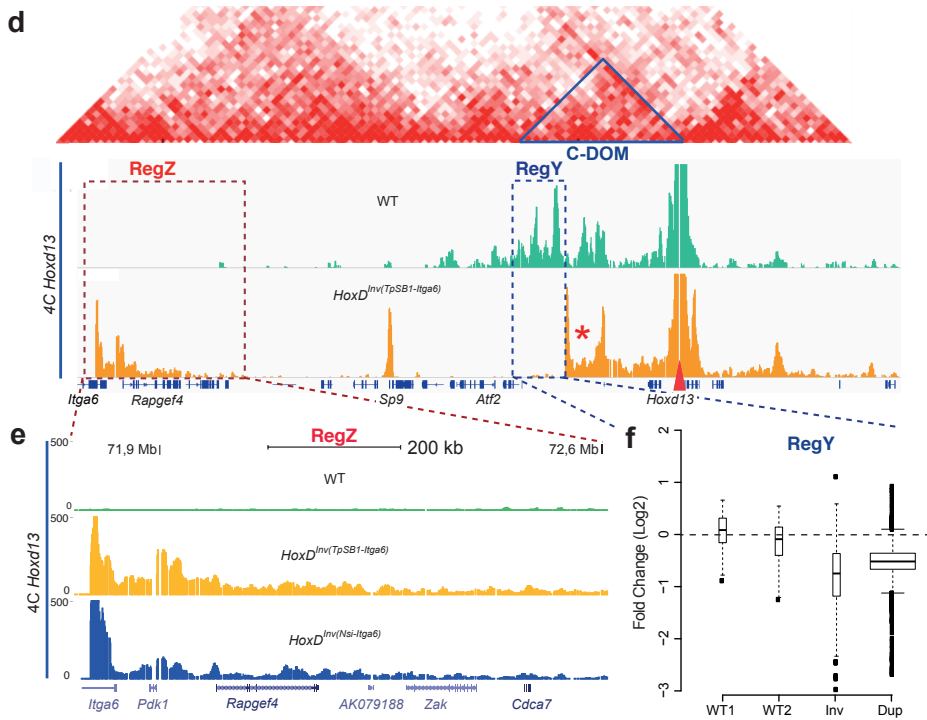 d
C-DOM
RegZ
RegY
WT
4C Hoxd13
HoxD^Inv(TpSB1-Itga6)
*
Itga6
Rapgef4
Sp9
Atf2
Hoxd13
e
RegZ
500
71,9 Mb
200 kb
72,6 Mb
WT
0
500
4C Hoxd13
HoxD^Inv(TpSB1-Itga6)
0
500
HoxD^Inv(Nsi-Itga6)
0
Itga6 Pdk1 Rapgef4 AK079188 Zak Cdca7
f
RegY
Fold Change (Log2)
2
1
0
-1
-2
-3
WT1 WT2 Inv Dup